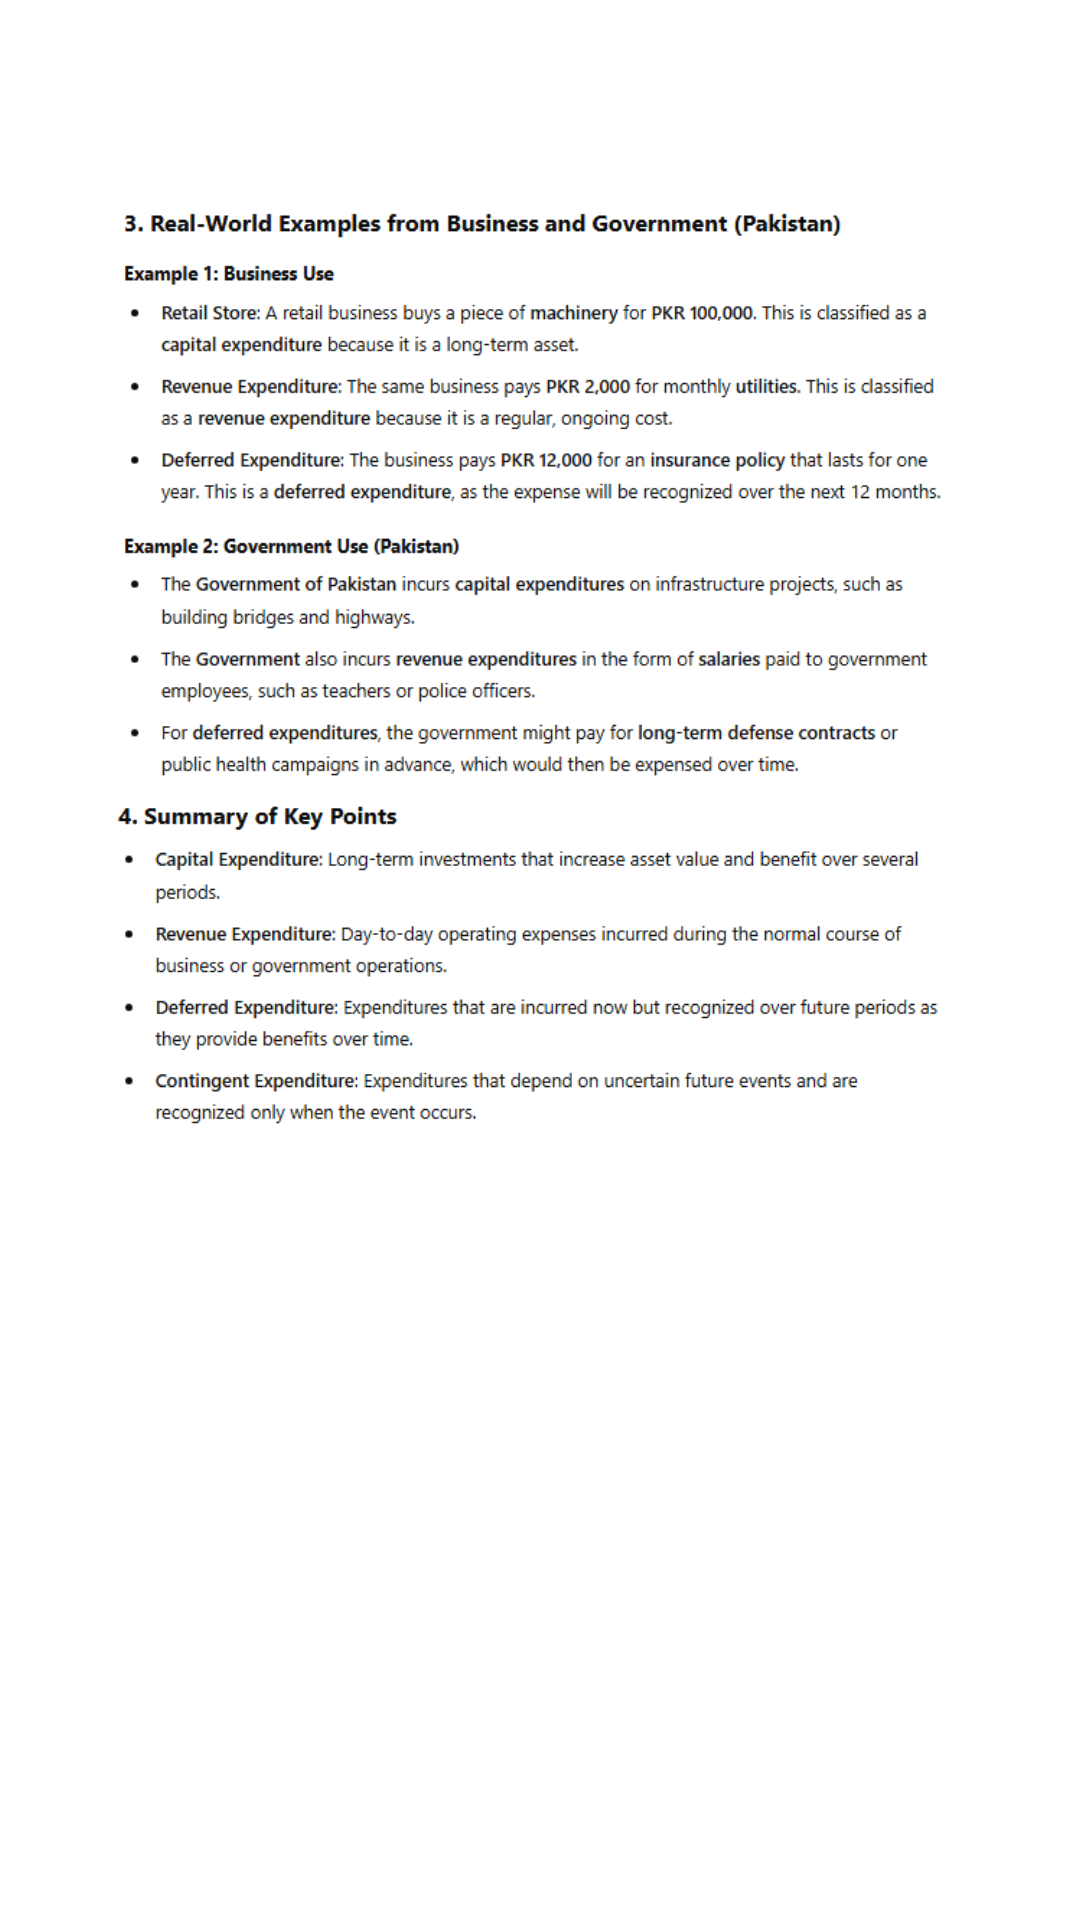 3. Real-World Examples from Business and Government (Pakistan)
Example 1: Business Use
• Retail Store: A retail business buys a piece of machinery for PKR 100,000. This is classified as a
capital expenditure because it is a long-term asset.
• Revenue Expenditure: The same business pays PKR 2,000 for monthly utilities. This is classified
as a revenue expenditure because it is a regular, ongoing cost.
• Deferred Expenditure: The business pays PKR 12,000 for an insurance policy that lasts for one
year. This is a deferred expenditure, as the expense will be recognized over the next 12 months.
Example 2: Government Use (Pakistan)
• The Government of Pakistan incurs capital expenditures on infrastructure projects, such as
building bridges and highways.
• The Government also incurs revenue expenditures in the form of salaries paid to government
employees, such as teachers or police officers.
• For deferred expenditures, the government might pay for long-term defense contracts or
public health campaigns in advance, which would then be expensed over time.
4. Summary of Key Points
• Capital Expenditure: Long-term investments that increase asset value and benefit over several
periods.
• Revenue Expenditure: Day-to-day operating expenses incurred during the normal course of
business or government operations.
• Deferred Expenditure: Expenditures that are incurred now but recognized over future periods as
they provide benefits over time.
• Contingent Expenditure: Expenditures that depend on uncertain future events and are
recognized only when the event occurs.